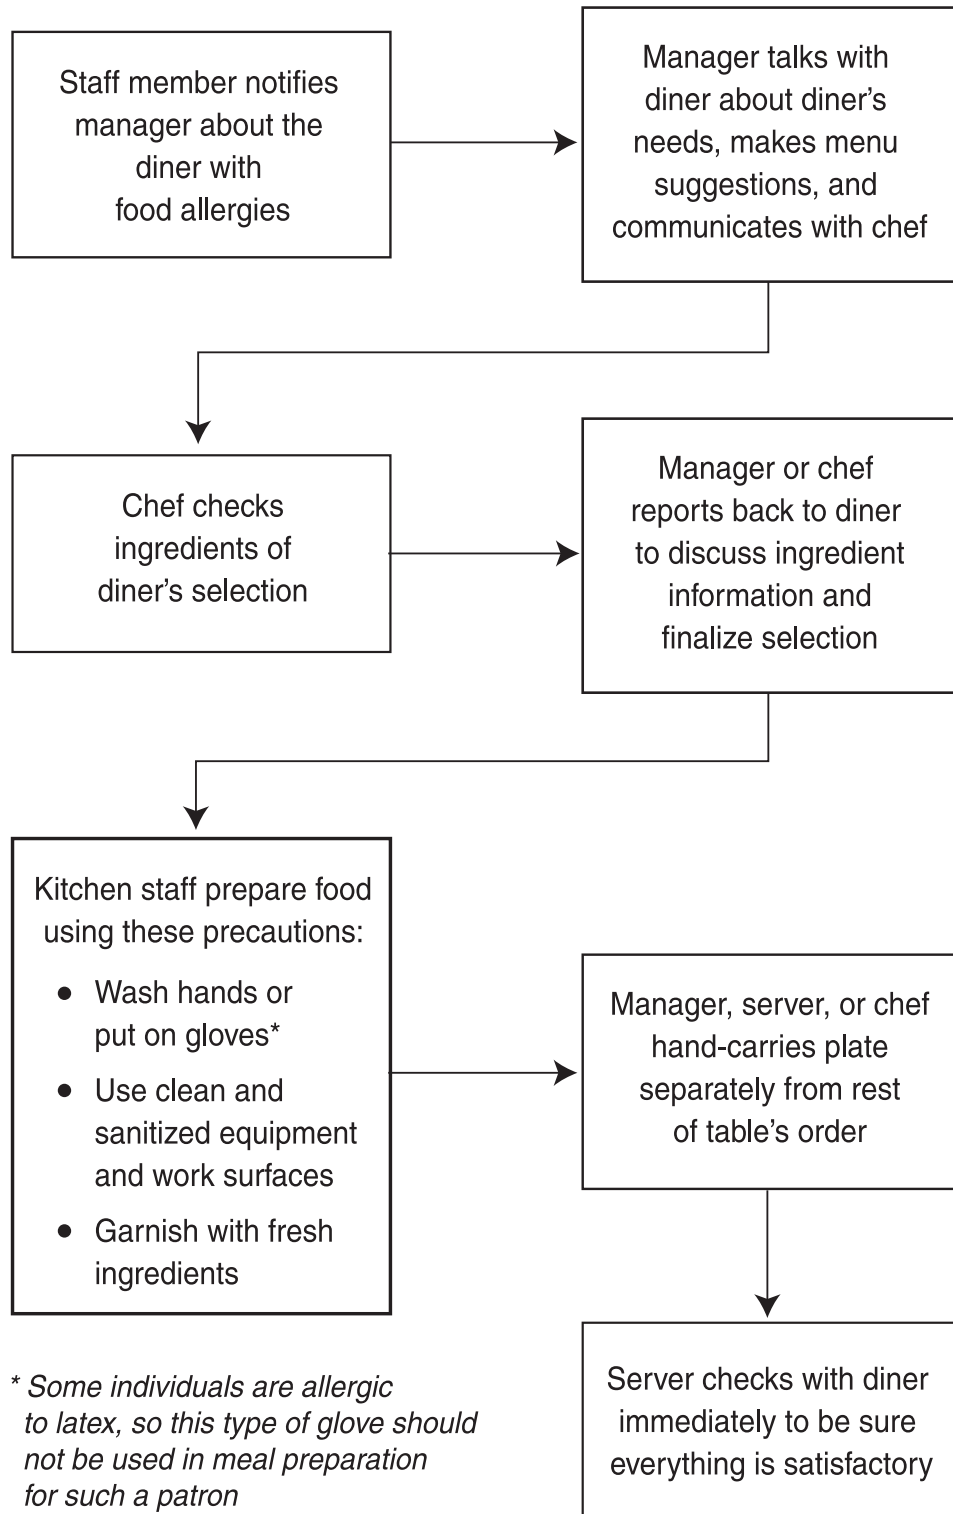 Staff member notifies
manager about the
diner with
food allergies
Manager talks with
diner about diner’s
needs, makes menu
suggestions, and
communicates with chef
Chef checks
ingredients of
diner’s selection
Manager or chef
reports back to diner
to discuss ingredient
information and
finalize selection
Kitchen staff prepare food
using these precautions:
● Wash hands or
put on gloves*
● Use clean and
sanitized equipment
and work surfaces
● Garnish with fresh
ingredients
Manager, server, or chef
hand-carries plate
separately from rest
of table’s order
Server checks with diner
immediately to be sure
everything is satisfactory
* Some individuals are allergic
to latex, so this type of glove should
not be used in meal preparation
for such a patron